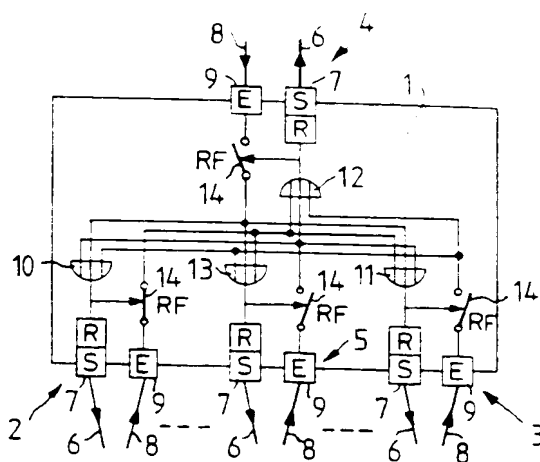 8 6 4
9 E S 7 1
R
RF
14 12
10 13 11
14 14 14
RF RF RF
R R R
S E S E 5 S E
2 7 9 7 9 7 9 3
6 8 6 8 6 8